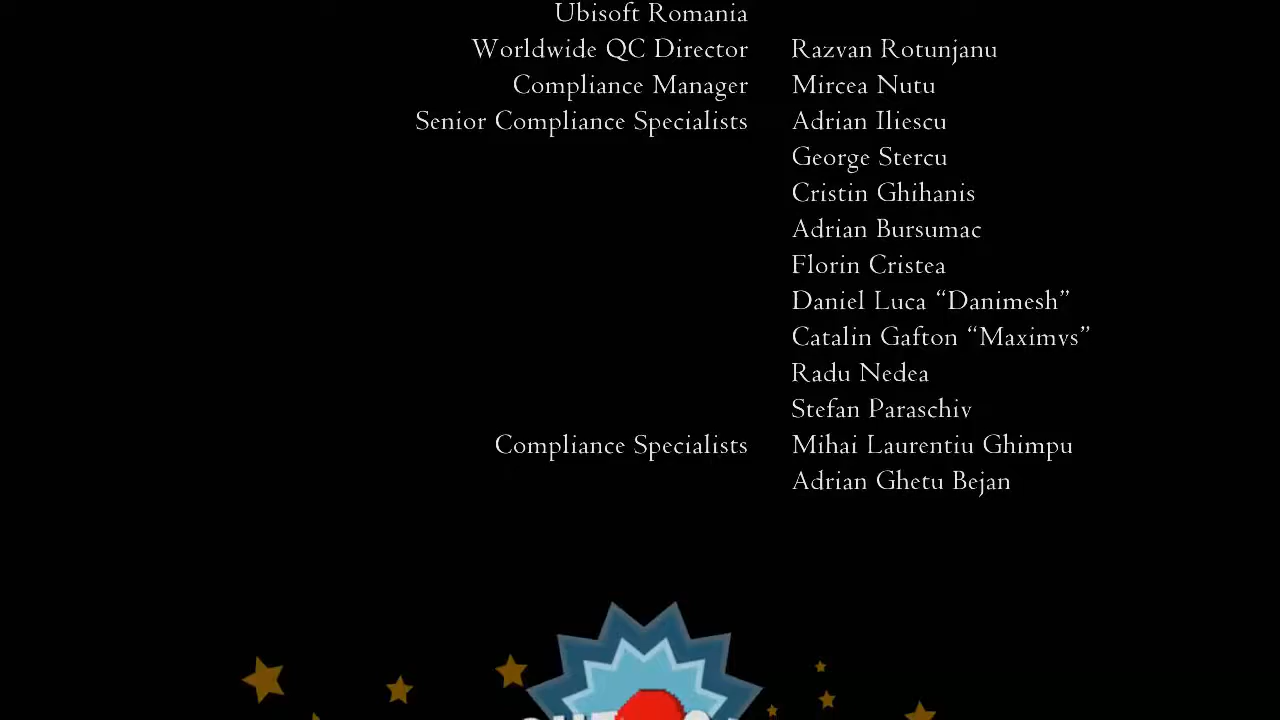 Ubisoft Romania
Worldwide QC Director Razvan Rotunjanu
Compliance Manager Mircea Nutu
Senior Compliance Specialists Adrian Iliescu
George Stercu
Cristin Ghihanis
Adrian Bursumac
Florin Cristea
Daniel Luca “Danimesh”
Catalin Gafton “Maximvs”
Radu Nedea
Stefan Paraschiv
Compliance Specialists Mihai Laurentiu Ghimpu
Adrian Ghetu Bejan